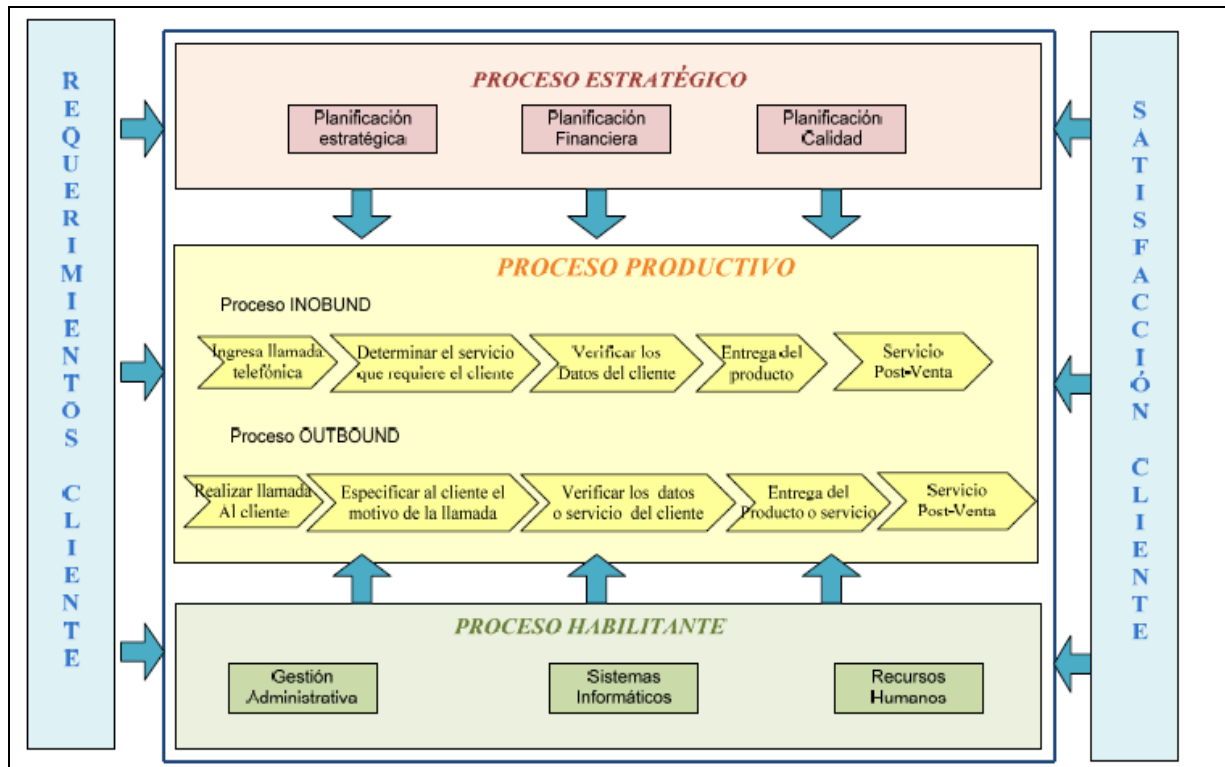 REQUERIMIENTOS CLIENTE
PROCESO ESTRATÉGICO
Planificación
estratégica
Planificación
Financiera
Planificación
Calidad
PROCESO PRODUCTIVO
Proceso INOBUND
Ingresa llamada
telefónica
Determinar el servicio
que requiere el cliente
Verificar los
Datos del cliente
Entrega del
producto
Servicio
Post-Venta
Proceso OUTBOUND
Realizar llamada
Al cliente
Especificar al cliente el
motivo de la llamada
Verificar los datos
o servicio del cliente
Entrega del
Producto o servicio
Servicio
Post-Venta
PROCESO HABILITANTE
Gestión
Administrativa
Sistemas
Informáticos
Recursos
Humanos
SATISFACCIÓN CLIENTE